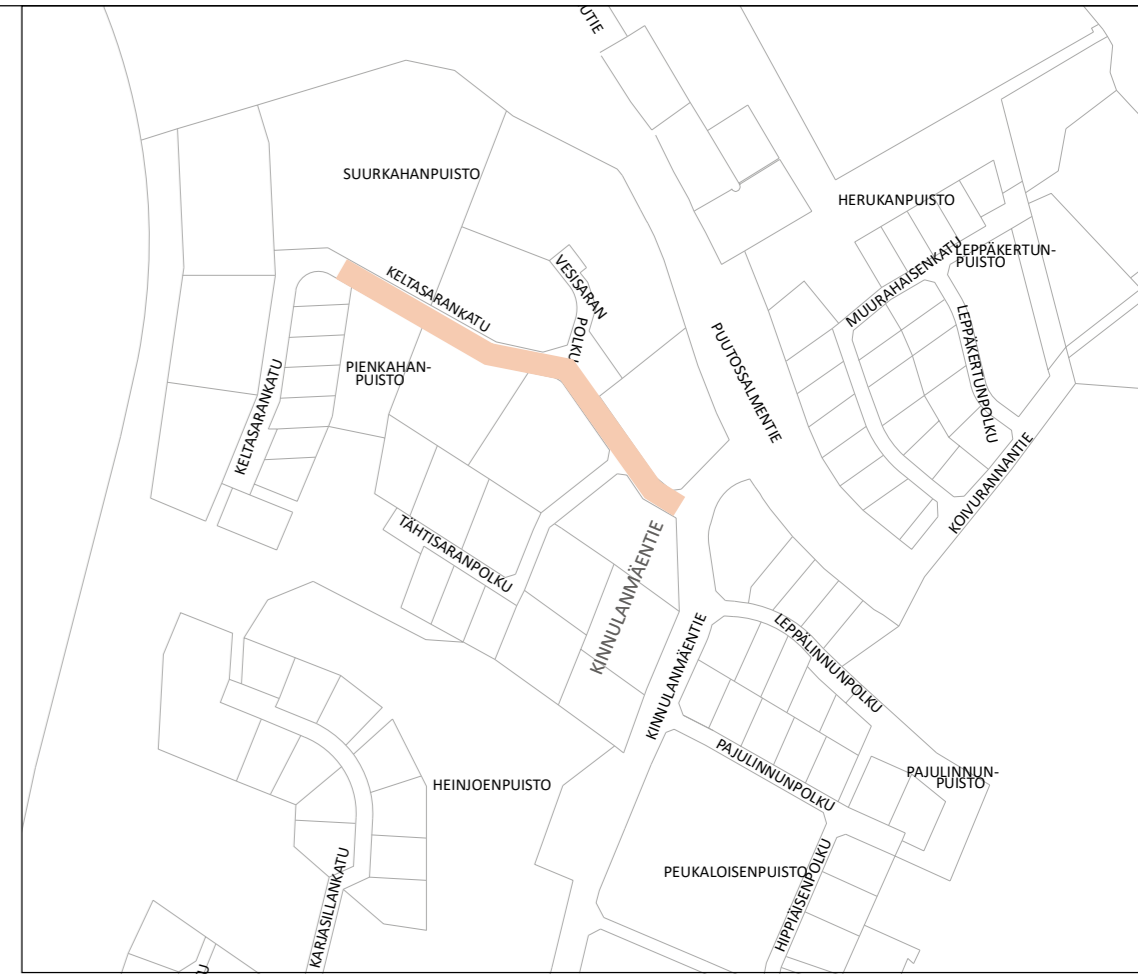 UTIE
SUURKAHANPUISTO
HERUKANPUISTO
LEPPÄKERTUN-
PUISTO
MUURAHAISENKATU
VESISARAN
POLKU
KELTASARANKATU
PUUTOSSALMENTIE
LEPPÄKERTUNPOLKU
PIENKAHAN-
PUISTO
KELTASARANKATU
KOIVURANNANTIE
TÄHTISARANPOLKU
KINNULANMÄENTIE
KINNULANMÄENTIE
LEPPÄLINNUNPOLKU
PAJULINNUNPOLKU
PAJULINNUN-
PUISTO
HEINJOENPUISTO
PEUKALOISENPUISTO
HIPPIÄISENPOLKU
KARJASILLANKATU
U